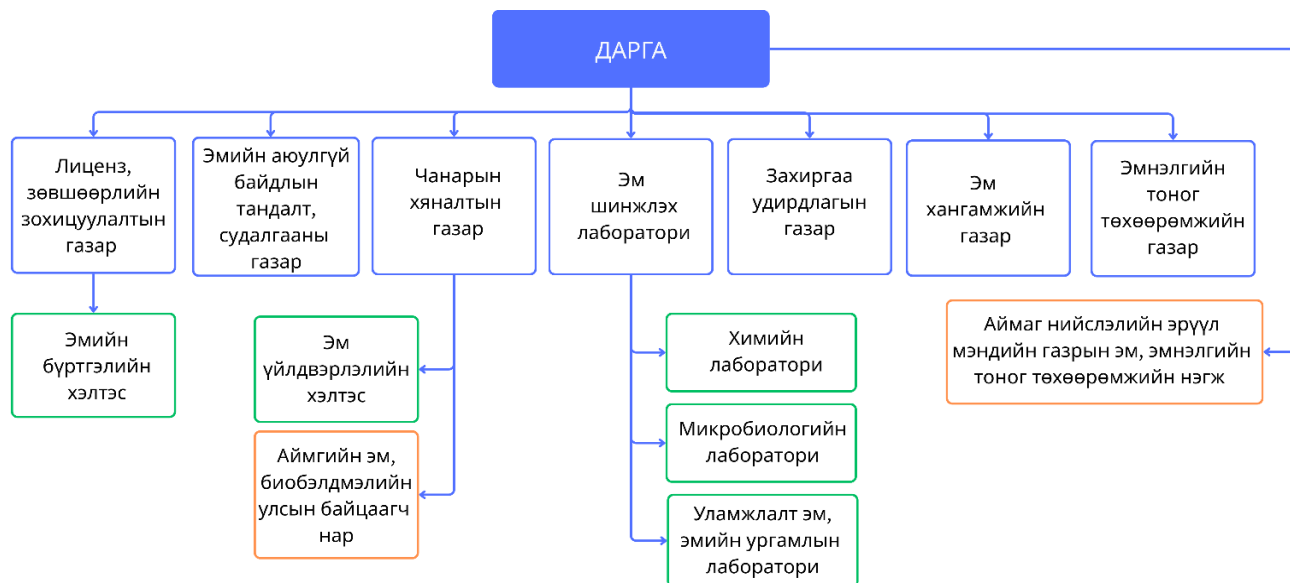 ДАРГА
Лиценз,
зөвшөөрлийн
зохицуулалтын
газар
Эмийн аюулгүй
байдлын
тандалт,
судалгааны
газар
Чанарын
хяналтын
газар
Эм
шинжлэх
лаборатори
Захиргаа
удирдлагын
газар
Эм
хангамжийн
газар
Эмнэлгийн
тоног
төхөөрөмжийн
газар
Эмийн
бүртгэлийн
хэлтэс
Эм
үйлдвэрлэлийн
хэлтэс
Аймгийн эм,
биобэлдмэлийн
улсын байцаагч
нар
Химийн
лаборатори
Микробиологийн
лаборатори
Уламжлалт эм,
эмийн ургамлын
лаборатори
Аймаг нийслэлийн эрүүл
мэндийн газрын эм, эмнэлгийн
тоног төхөөрөмжийн нэгж